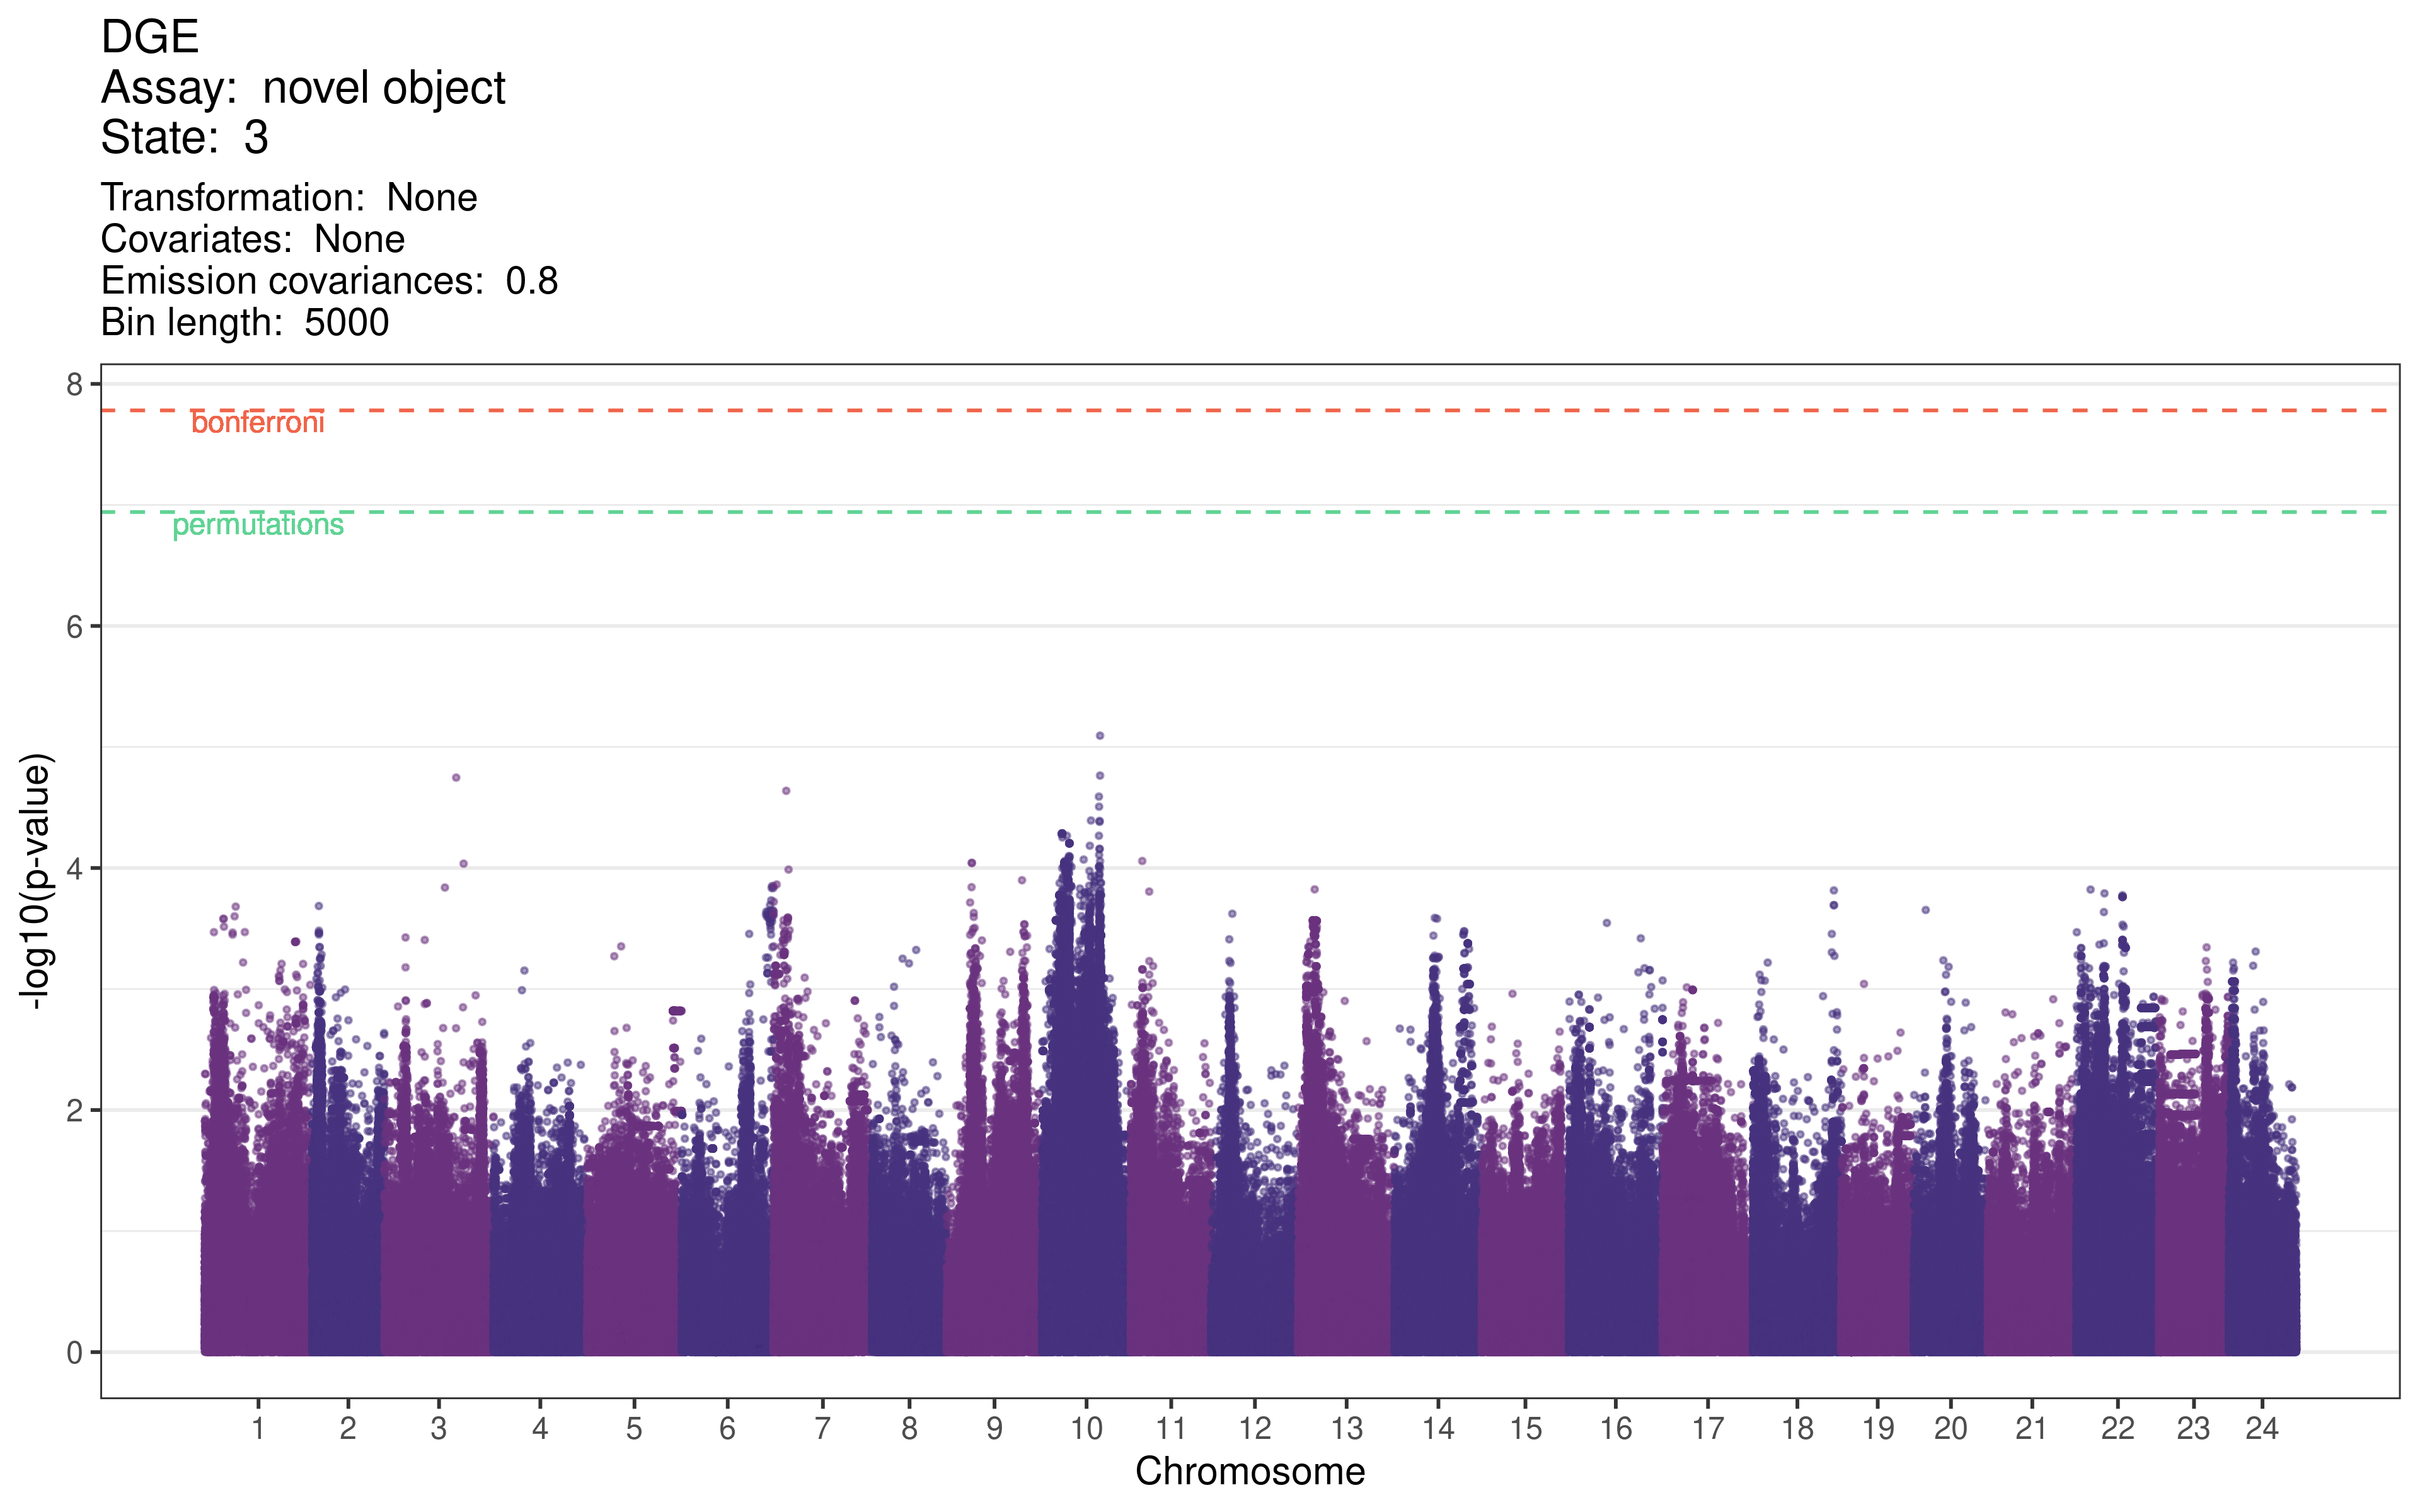 DGE
Assay:  novel object
State:  3
Transformation:  None
Covariates:  None
Emission covariances:  0.8
Bin length:  5000
8
bonferroni
permutations
6
4
2
0
-log10(p-value)
1 2 3 4 5 6 7 8 9 10 11 12 13 14 15 16 17 18 19 20 21 22 23 24
Chromosome